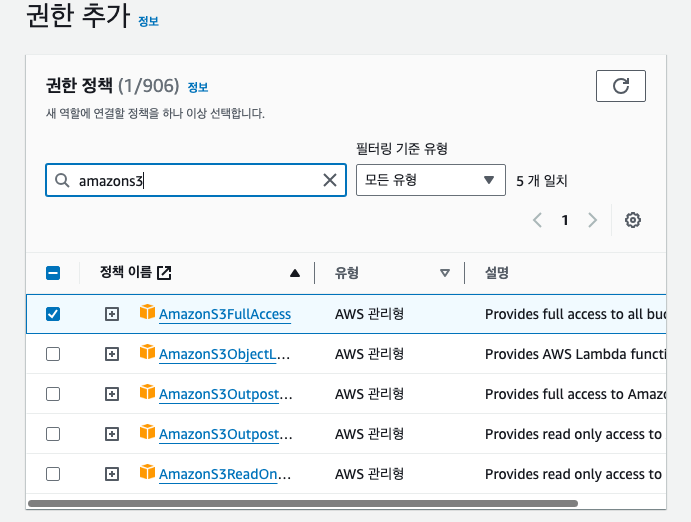 권한 추가 정보
권한 정책 (1/906) 정보
새 역할에 연결할 정책을 하나 이상 선택합니다.
필터링 기준 유형
amazons3 모든 유형 5 개 일치
1
정책 이름 유형 설명
AmazonS3FullAccess AWS 관리형 Provides full access to all buc
AmazonS3ObjectL... AWS 관리형 Provides AWS Lambda functi
AmazonS3Outpost... AWS 관리형 Provides full access to Amazo
AmazonS3Outpost... AWS 관리형 Provides read only access to
AmazonS3ReadOn... AWS 관리형 Provides read only access to